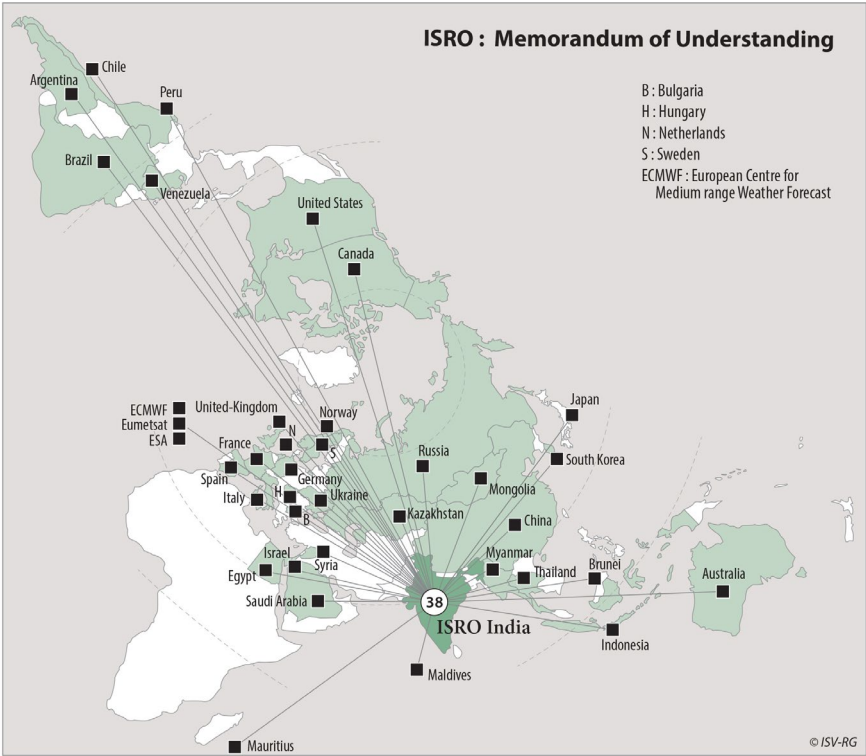 ISRO : Memorandum of Understanding
B : Bulgaria
H : Hungary
N : Netherlands
S : Sweden
ECMWF : European Centre for
Medium range Weather Forecast
Chile
Argentina
Peru
Brazil
Venezuela
United States
Canada
ECMWF
Eumetsat
ESA
United-Kingdom
Norway
Japan
N
France
S
Russia
South Korea
Spain
Germany
Mongolia
Italy
H
Ukraine
B
Kazakhstan
China
Israel
Syria
Myanmar
Egypt
Thailand
Brunei
Australia
Saudi Arabia
38
ISRO India
Indonesia
Maldives
Mauritius
© ISV-RG